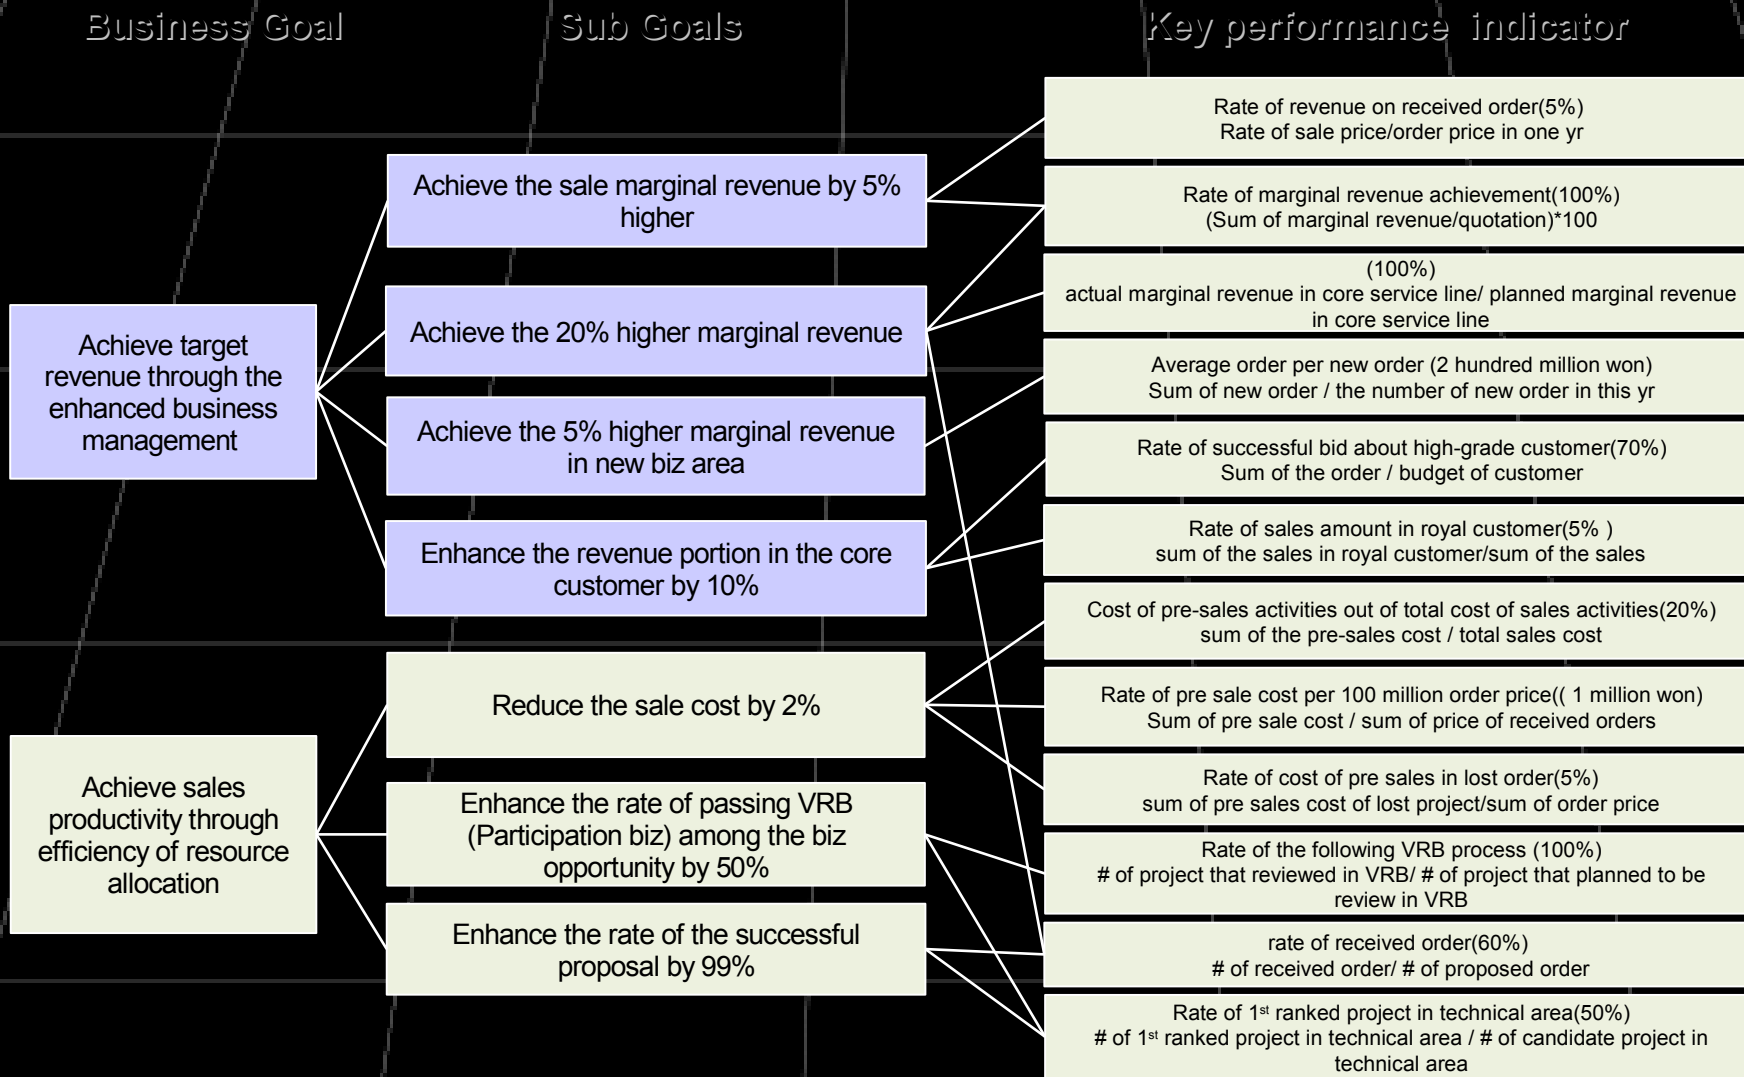 Business Goal
Sub Goals
Key performance indicator
Achieve target
revenue through the
enhanced business
management
Achieve sales
productivity through
efficiency of resource
allocation
Achieve the sale marginal revenue by 5%
higher
Achieve the 20% higher marginal revenue
Achieve the 5% higher marginal revenue
in new biz area
Enhance the revenue portion in the core
customer by 10%
Reduce the sale cost by 2%
Enhance the rate of passing VRB
(Participation biz) among the biz
opportunity by 50%
Enhance the rate of the successful
proposal by 99%
Rate of revenue on received order(5%)
Rate of sale price/order price in one yr
Rate of marginal revenue achievement(100%)
(Sum of marginal revenue/quotation)*100
(100%)
actual marginal revenue in core service line/ planned marginal revenue
in core service line
Average order per new order (2 hundred million won)
Sum of new order / the number of new order in this yr
Rate of successful bid about high-grade customer(70%)
Sum of the order / budget of customer
Rate of sales amount in royal customer(5% )
sum of the sales in royal customer/sum of the sales
Cost of pre-sales activities out of total cost of sales activities(20%)
sum of the pre-sales cost / total sales cost
Rate of pre sale cost per 100 million order price(( 1 million won)
Sum of pre sale cost / sum of price of received orders
Rate of cost of pre sales in lost order(5%)
sum of pre sales cost of lost project/sum of order price
Rate of the following VRB process (100%)
# of project that reviewed in VRB/ # of project that planned to be
review in VRB
rate of received order(60%)
# of received order/ # of proposed order
Rate of 1st ranked project in technical area(50%)
# of 1st ranked project in technical area / # of candidate project in
technical area